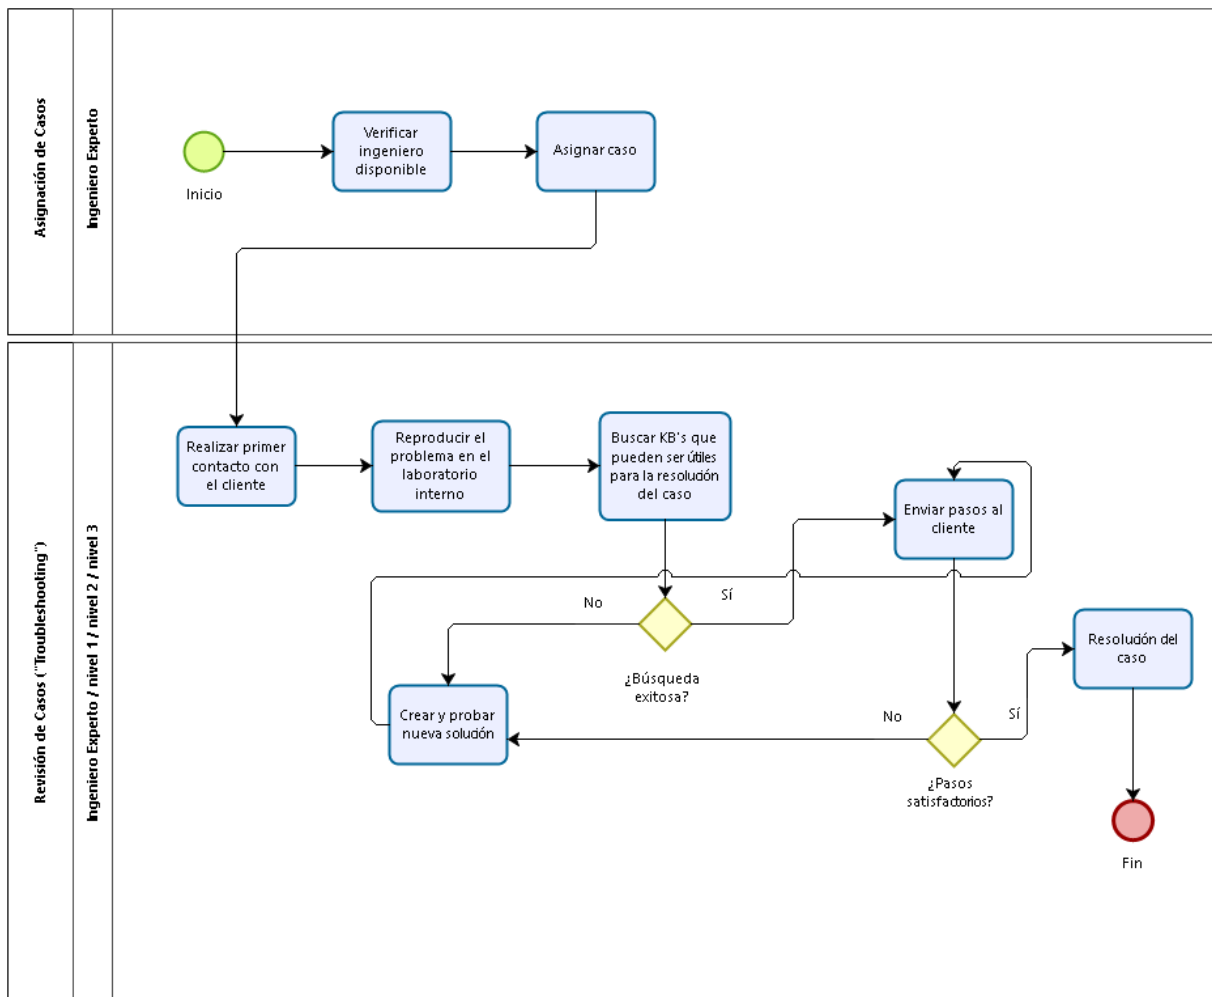 Asignación de Casos
Ingeniero Experto
Inicio
Verificar
ingeniero
disponible
Asignar caso
Revisión de Casos ("Troubleshooting")
Ingeniero Experto / nivel 1 / nivel 2 / nivel 3
Realizar primer
contacto con
el cliente
Reproducir el
problema en el
laboratorio
interno
Buscar KB's que
pueden ser útiles
para la resolución
del caso
Enviar pasos al
cliente
No
Sí
¿Búsqueda
exitosa?
Crear y probar
nueva solución
Resolución del
caso
No
Sí
¿Pasos
satisfactorios?
Fin